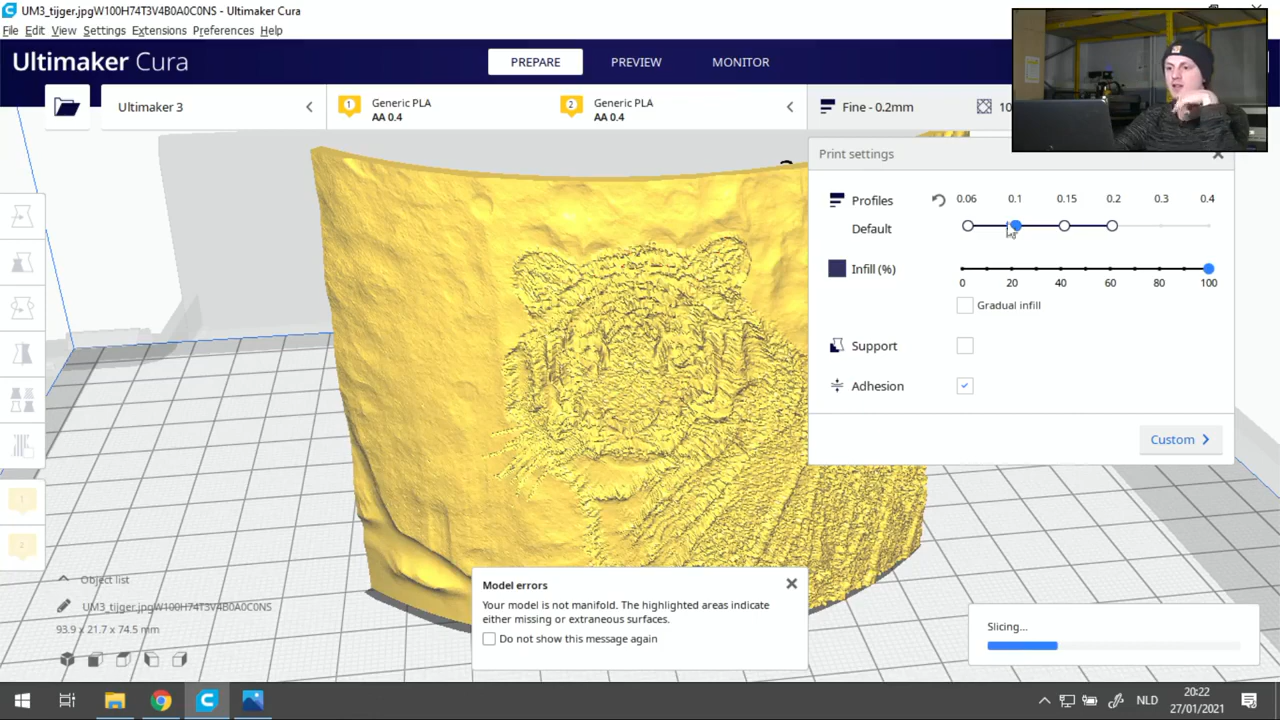 UM3_tijger.jpgW100H74T3V4B0A0C0NS - Ultimaker Cura
File Edit View Settings Extensions Preferences Help
Ultimaker Cura
PREPARE
PREVIEW
MONITOR
Ultimaker 3
1
Generic PLA
AA 0.4
2
Generic PLA
AA 0.4
Fine - 0.2mm
10
Print settings
Profiles
0.06 0.1 0.15 0.2 0.3 0.4
Default
Infill (%)
0 20 40 60 80 100
Gradual infill
Support
Adhesion
Custom
1
2
Object list
UM3_tijger.jpgW100H74T3V4B0A0C0NS
93.9 x 21.7 x 74.5 mm
Model errors
Your model is not manifold. The highlighted areas indicate
either missing or extraneous surfaces.
Do not show this message again
Slicing...
NLD
20:22
27/01/2021